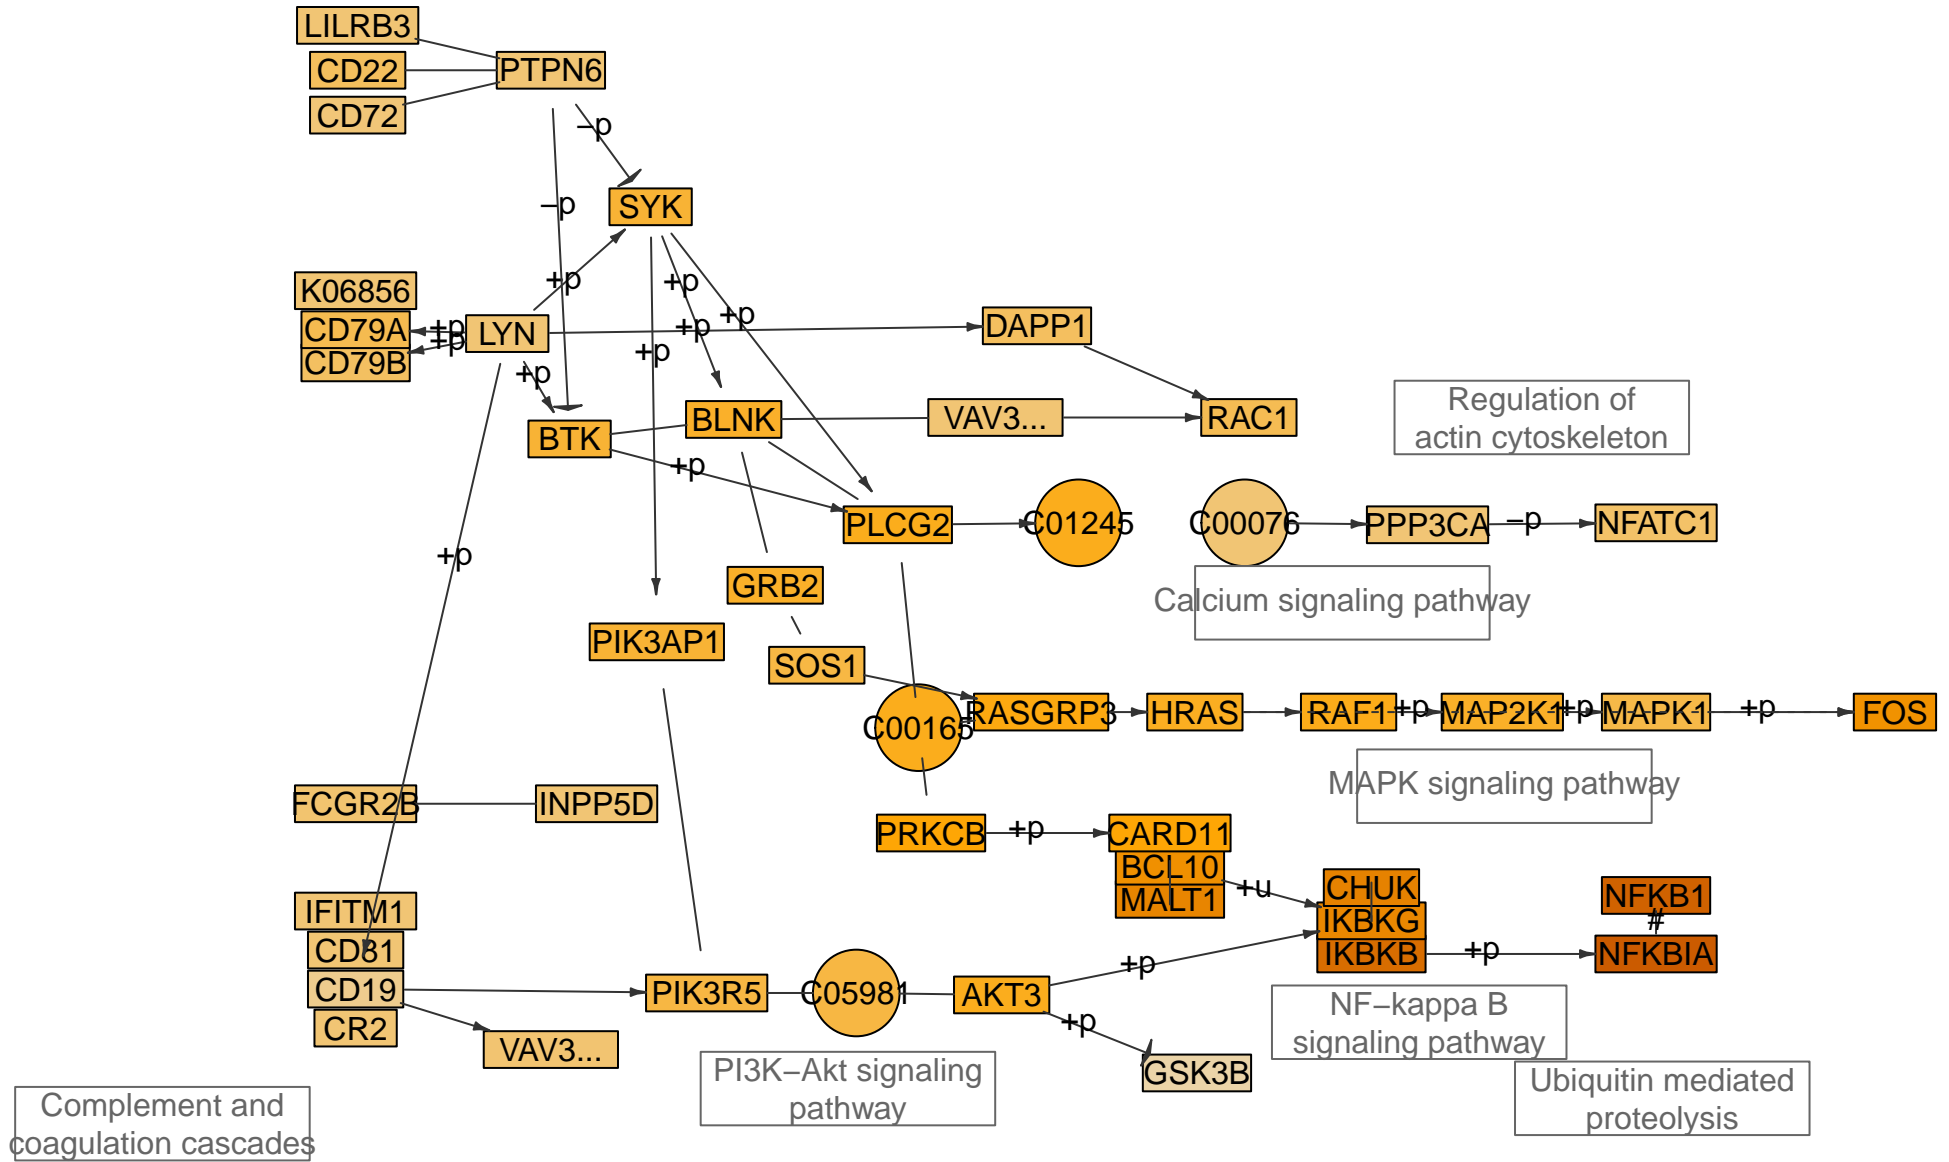 LILRB3
CD22
PTPN6
CD72
–p
SYK
–p
+p
+p
K06856
CD79A
+p
LYN
+p
+p
DAPP1
CD79B
+p
+p
+p
BTK
BLNK
VAV3...
RAC1
Regulation of
actin cytoskeleton
+p
PLCG2
C01245
C00076
PPP3CA
–p
NFATC1
+p
GRB2
Calcium signaling pathway
PIK3AP1
SOS1
C00165
RASGRP3
HRAS
RAF1
+p
MAP2K1
+p
MAPK1
+p
FOS
MAPK signaling pathway
FCGR2B
INPP5D
PRKCB
+p
CARD11
BCL10
MALT1
+u
CHUK
IKBKG
IKBKB
NFKB1
#
+p
NFKBIA
IFITM1
CD81
CD19
CR2
VAV3...
PIK3R5
C05981
AKT3
+p
+p
GSK3B
NF–kappa B
signaling pathway
PI3K–Akt signaling
pathway
Ubiquitin mediated
proteolysis
Complement and
coagulation cascades
+p